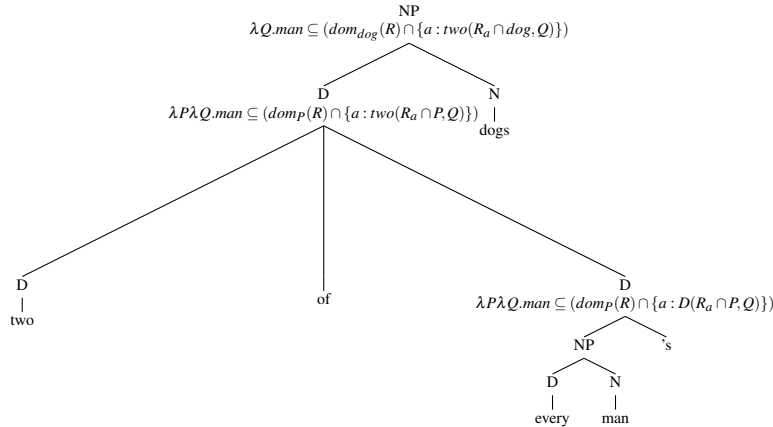 NP
λQ.man ⊆ (dom_dog(R) ∩ {a : two(R_a ∩ dog, Q)})
D N
λPλQ.man ⊆ (dom_P(R) ∩ {a : two(R_a ∩ P, Q)}) dogs
D of D
two λPλQ.man ⊆ (dom_P(R) ∩ {a : D(R_a ∩ P, Q)})
NP 's
D N
every man